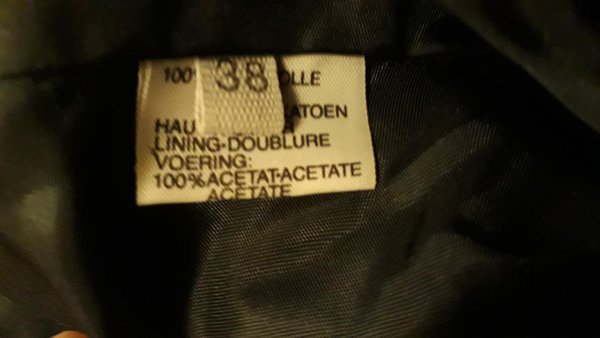 38
100 OLLE
ATOEN
HAU
LINING-DOUBLURE
VOERING:
100%ACETAT-ACETATE
ACETATE